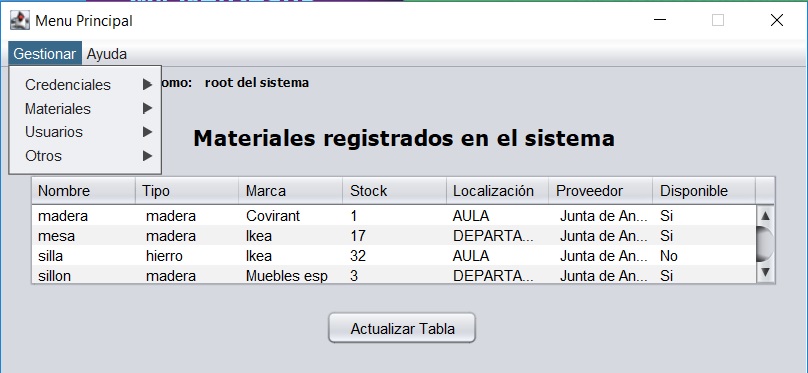 Menu Principal
Gestionar Ayuda
Credenciales
omo: root del sistema
Materiales
Usuarios
Otros
Materiales registrados en el sistema
Nombre Tipo Marca Stock Localización Proveedor Disponible
madera madera Covirant 1 AULA Junta de An... Si
mesa madera Ikea 17 DEPARTA... Junta de An... Si
silla hierro Ikea 32 AULA Junta de An... No
sillon madera Muebles esp 3 DEPARTA... Junta de An... Si
Actualizar Tabla